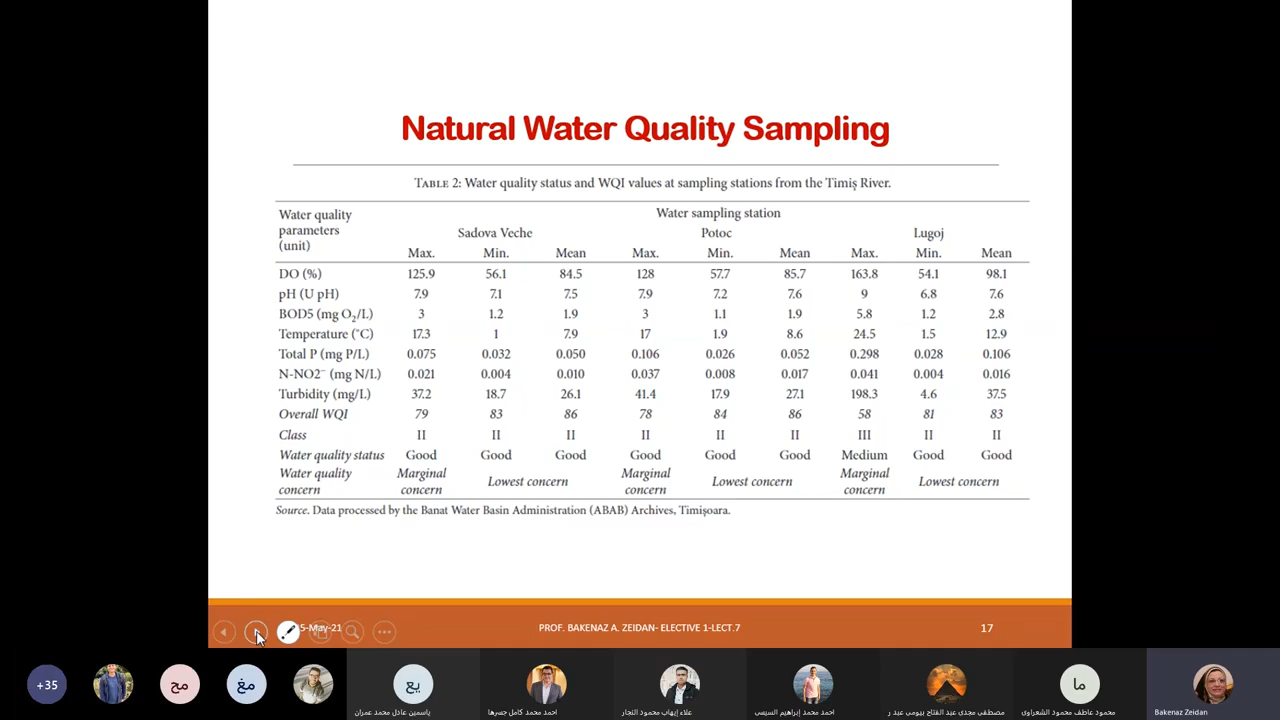 Natural Water Quality Sampling
TABLE 2: Water quality status and WQI values at sampling stations from the Timiş River.
Water quality parameters (unit) Water sampling station
Sadova Veche Potoc Lugoj
Max. Min. Mean Max. Min. Mean Max. Min. Mean
DO (%) 125.9 56.1 84.5 128 57.7 85.7 163.8 54.1 98.1
pH (U pH) 7.9 7.1 7.5 7.9 7.2 7.6 9 6.8 7.6
BOD5 (mg O₂/L) 3 1.2 1.9 3 1.1 1.9 5.8 1.2 2.8
Temperature (°C) 17.3 1 7.9 17 1.9 8.6 24.5 1.5 12.9
Total P (mg P/L) 0.075 0.032 0.050 0.106 0.026 0.052 0.298 0.028 0.106
N-NO2⁻ (mg N/L) 0.021 0.004 0.010 0.037 0.008 0.017 0.041 0.004 0.016
Turbidity (mg/L) 37.2 18.7 26.1 41.4 17.9 27.1 198.3 4.6 37.5
Overall WQI 79 83 86 78 84 86 58 81 83
Class II II II II II II III II II
Water quality status Good Good Good Good Good Good Medium Good Good
Water quality concern Marginal concern Lowest concern Marginal concern Lowest concern Marginal concern Lowest concern
Source. Data processed by the Banat Water Basin Administration (ABAB) Archives, Timişoara.
5-May-21 PROF. BAKENAZ A. ZEIDAN- ELECTIVE 1-LECT.7 17
+35 مح مغ يع ما
ياسمين عادل محمد عمران
احمد محمد كامل جسرها
علاء إيهاب محمود النجار
احمد محمد إبراهيم السيسى
مصطفى مجدى عبد الفتاح بيومى عبد ر
محمود عاطف محمود الشعراوى
Bakenaz Zeidan